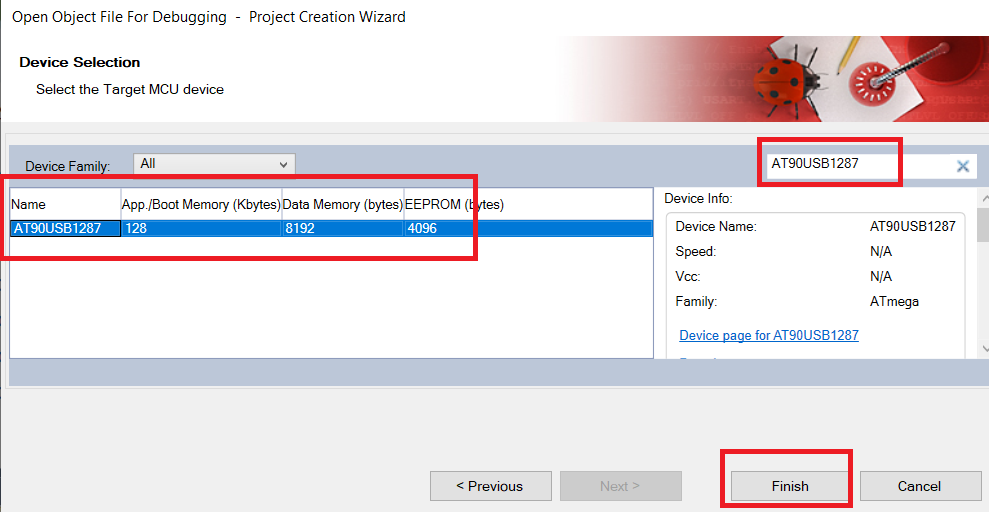 Open Object File For Debugging - Project Creation Wizard
Device Selection
Select the Target MCU device
Device Family: All AT90USB1287
Name App./Boot Memory (Kbytes) Data Memory (bytes) EEPROM (bytes)
AT90USB1287 128 8192 4096
Device Info:
Device Name: AT90USB1287
Speed: N/A
Vcc: N/A
Family: ATmega
Device page for AT90USB1287
< Previous Next > Finish Cancel